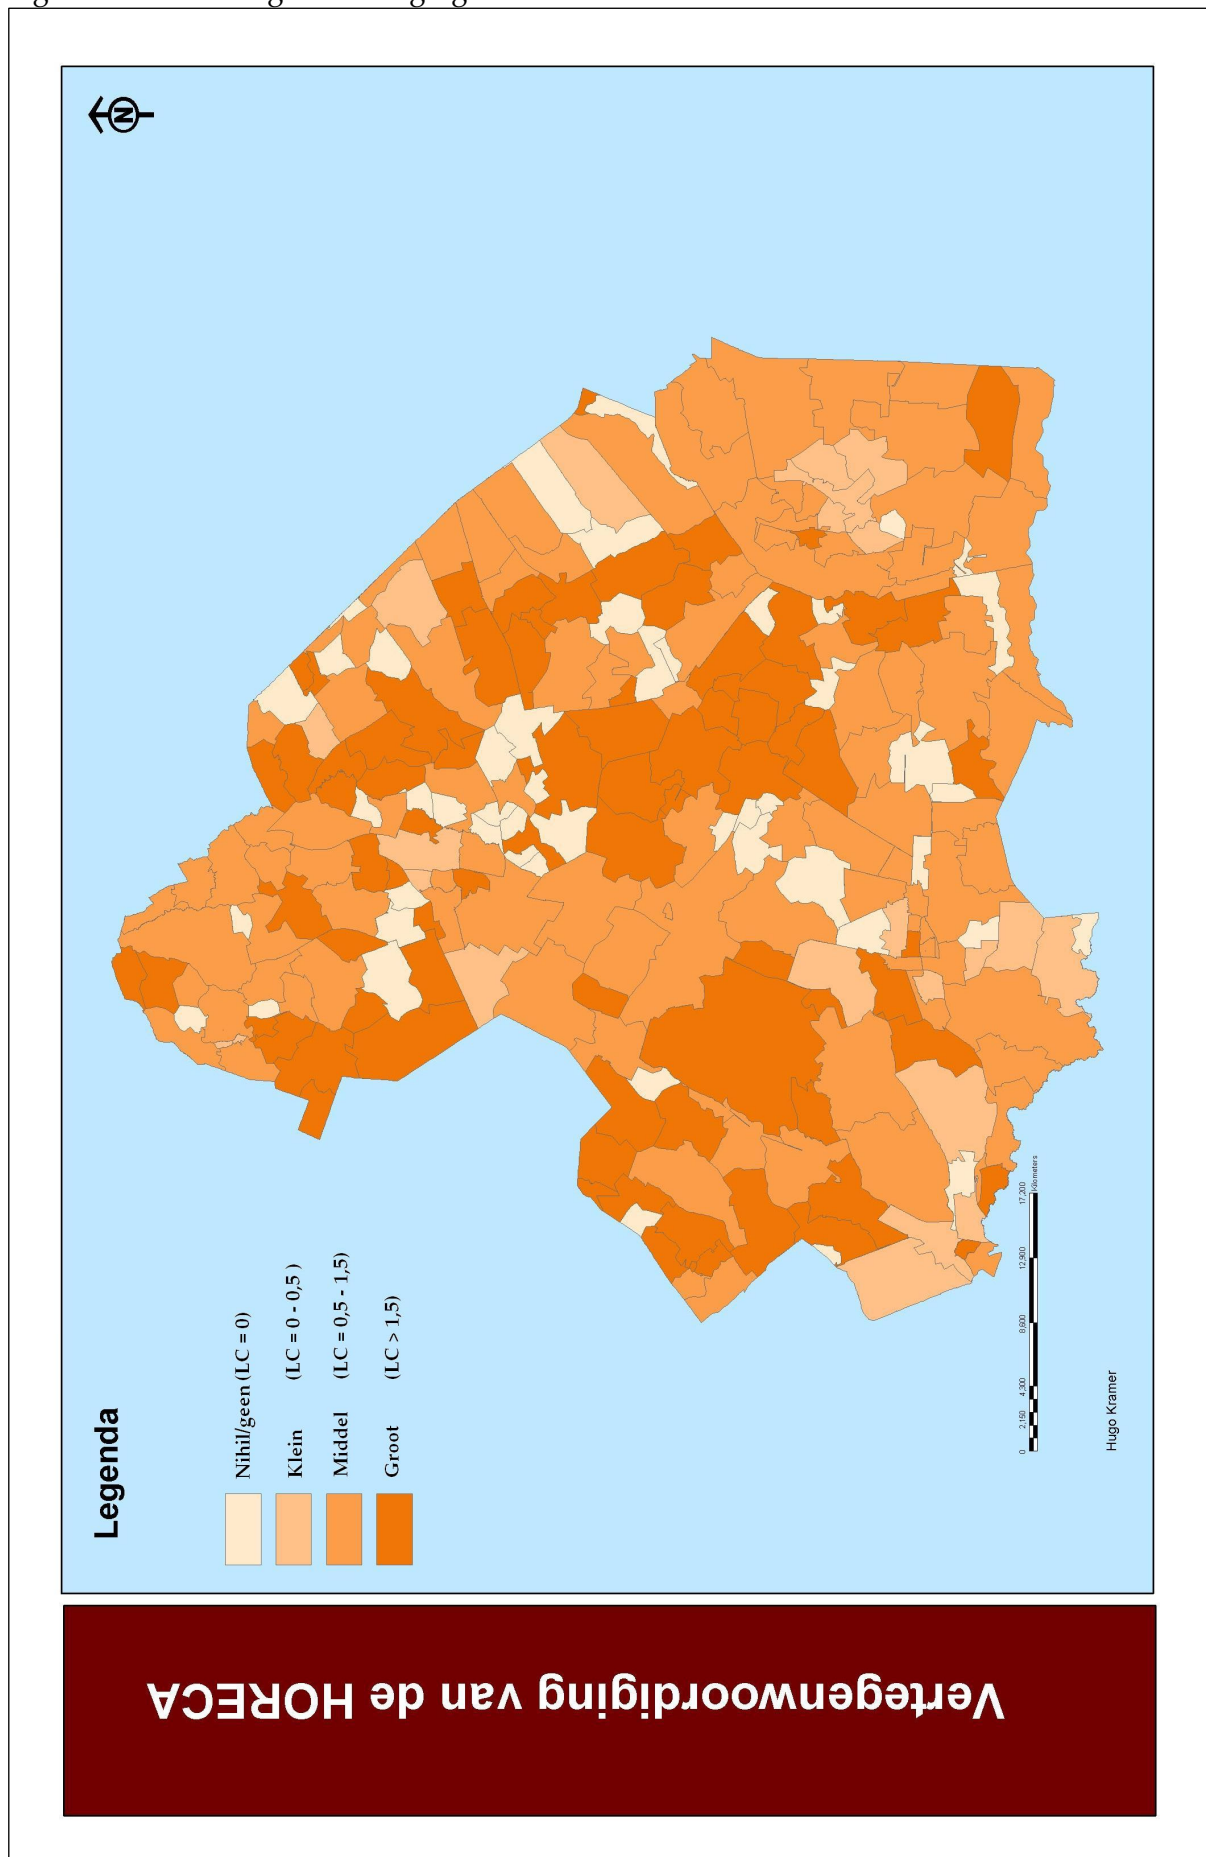 Vertegenwoordiging van de HORECA
Legenda
Nihil/geen (LC = 0)
Klein (LC = 0 - 0,5 )
Middel (LC = 0,5 - 1,5)
Groot (LC > 1,5)
N
0 2.150 4.300 8.600 12.900 17.200
Kilometers
Hugo Kramer